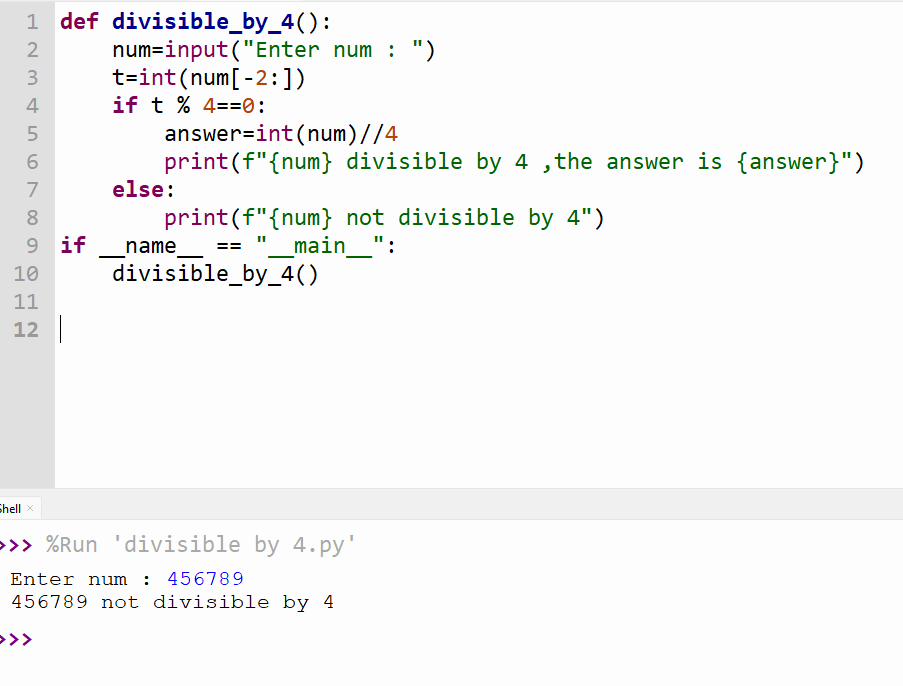 1 def divisible_by_4():
2     num=input("Enter num : ")
3     t=int(num[-2:])
4     if t % 4==0:
5         answer=int(num)//4
6         print(f"{num} divisible by 4 ,the answer is {answer}")
7     else:
8         print(f"{num} not divisible by 4")
9 if __name__ == "__main__":
10     divisible_by_4()
11
12
Shell ×
>>> %Run 'divisible by 4.py'
Enter num : 456789
456789 not divisible by 4
>>>